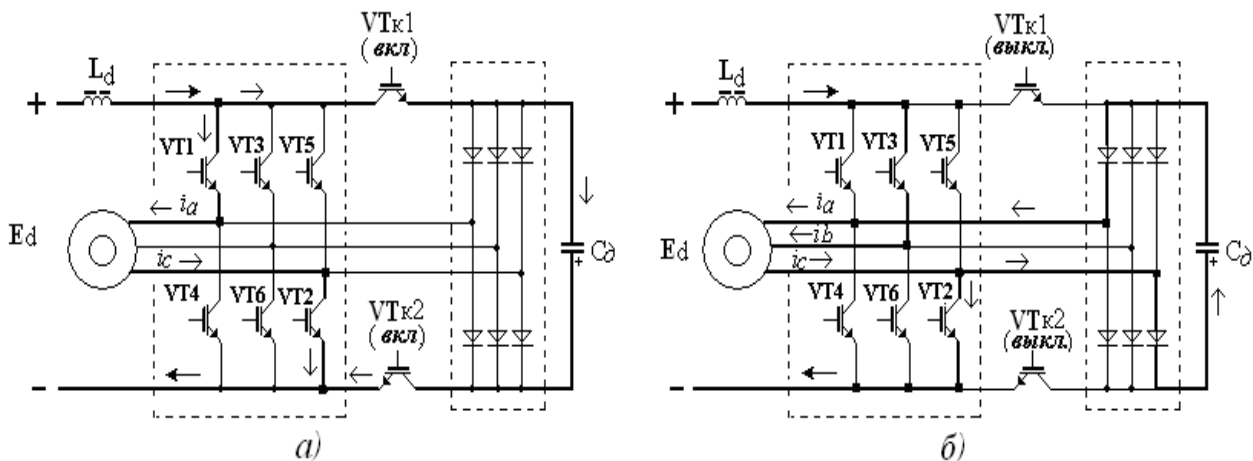 VTк1
(вкл)
Ld
+
VT1
VT3
VT5
ia
Ed
ic
Cд
+
VT4
VT6
VT2
VTк2
(вкл)
-
а)
VTк1
(выкл.)
Ld
+
VT1
VT3
VT5
ia
ib
Ed
ic
Cд
+
VT4
VT6
VT2
VTк2
(выкл.)
-
б)